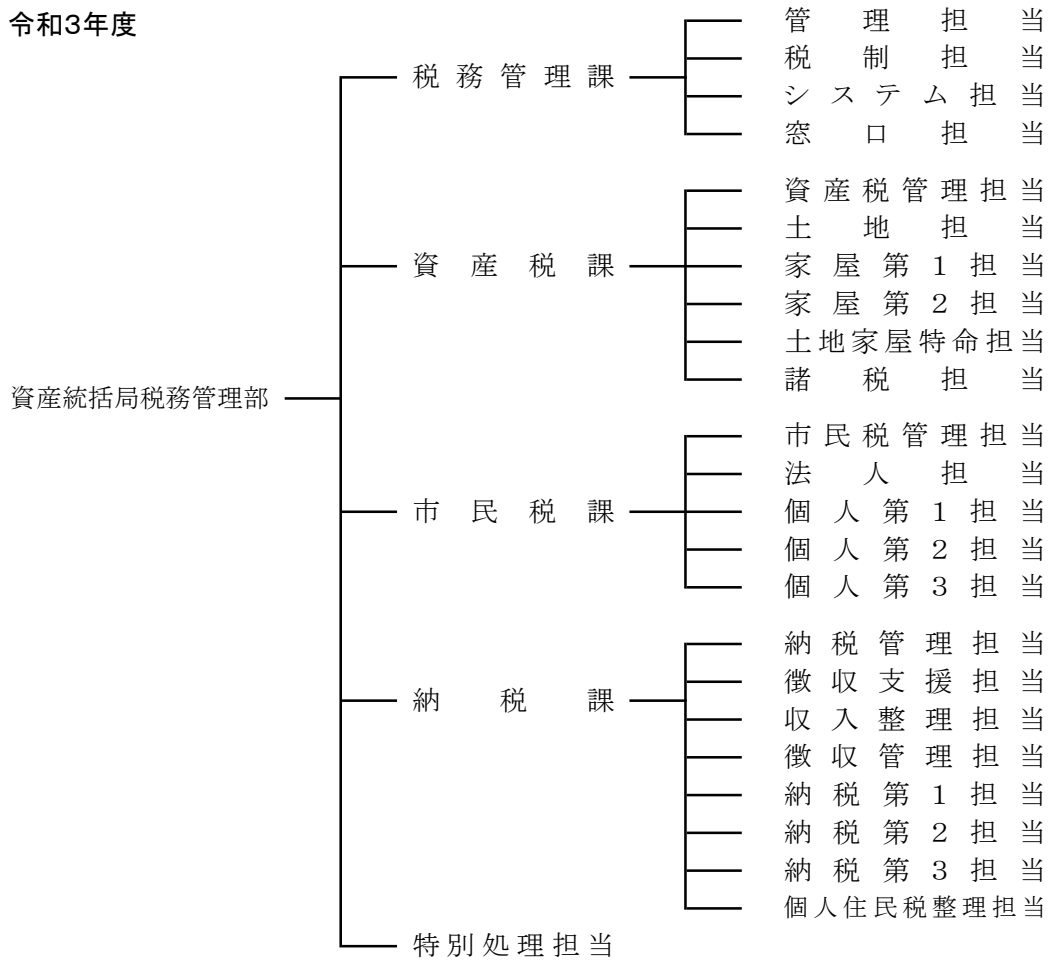 令和3年度
資産統括局税務管理部
税務管理課
管理担当
税制担当
システム担当
窓口担当
資産税課
資産税管理担当
土地担当
家屋第1担当
家屋第2担当
土地家屋特命担当
諸税担当
市民税課
市民税管理担当
法人担当
個人第1担当
個人第2担当
個人第3担当
納税課
納税管理担当
徴収支援担当
収入整理担当
徴収管理担当
納税第1担当
納税第2担当
納税第3担当
個人住民税整理担当
特別処理担当